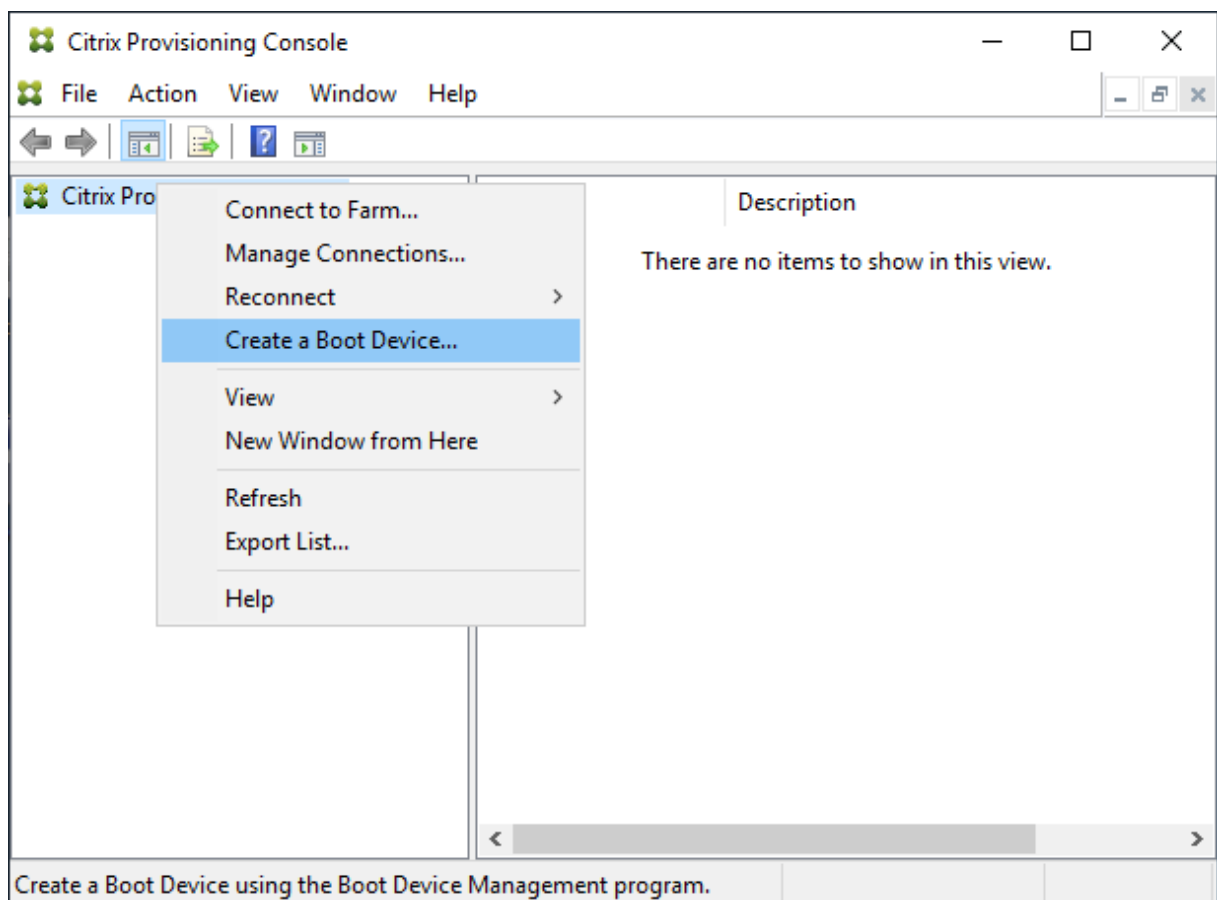 Citrix Provisioning Console
File Action View Window Help
Citrix Pro
Description
There are no items to show in this view.
Connect to Farm...
Manage Connections...
Reconnect
Create a Boot Device...
View
New Window from Here
Refresh
Export List...
Help
Create a Boot Device using the Boot Device Management program.